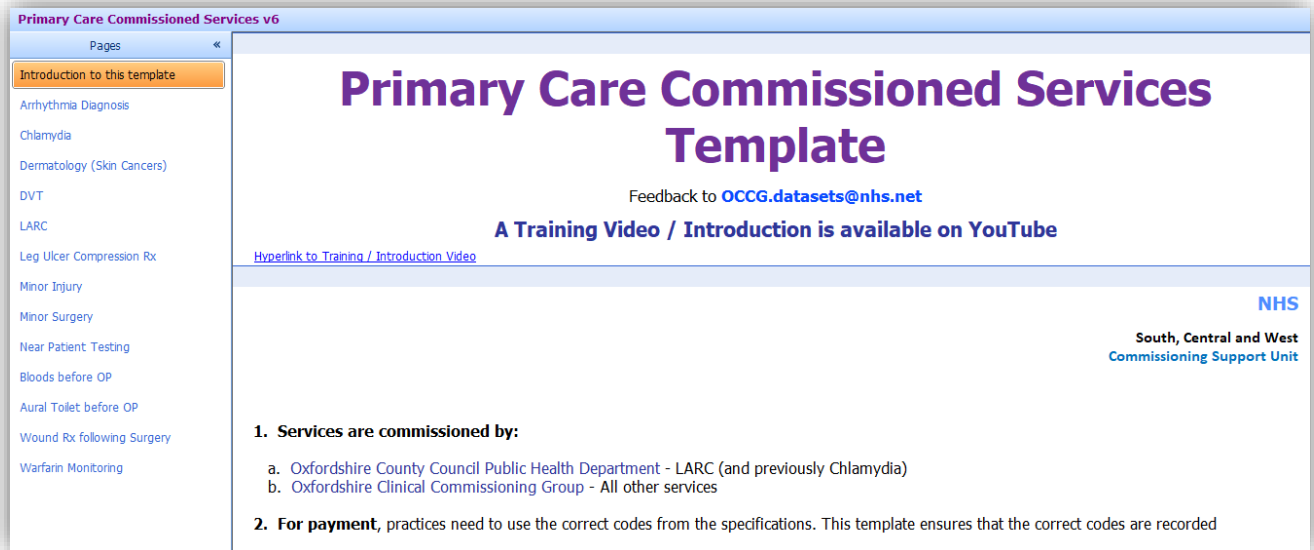 Primary Care Commissioned Services v6
Pages «
Introduction to this template
Arrhythmia Diagnosis
Chlamydia
Dermatology (Skin Cancers)
DVT
LARC
Leg Ulcer Compression Rx
Minor Injury
Minor Surgery
Near Patient Testing
Bloods before OP
Aural Toilet before OP
Wound Rx following Surgery
Warfarin Monitoring
Primary Care Commissioned Services
Template
Feedback to OCCG.datasets@nhs.net
A Training Video / Introduction is available on YouTube
Hyperlink to Training / Introduction Video
NHS
South, Central and West
Commissioning Support Unit
1. Services are commissioned by:
a. Oxfordshire County Council Public Health Department - LARC (and previously Chlamydia)
b. Oxfordshire Clinical Commissioning Group - All other services
2. For payment, practices need to use the correct codes from the specifications. This template ensures that the correct codes are recorded